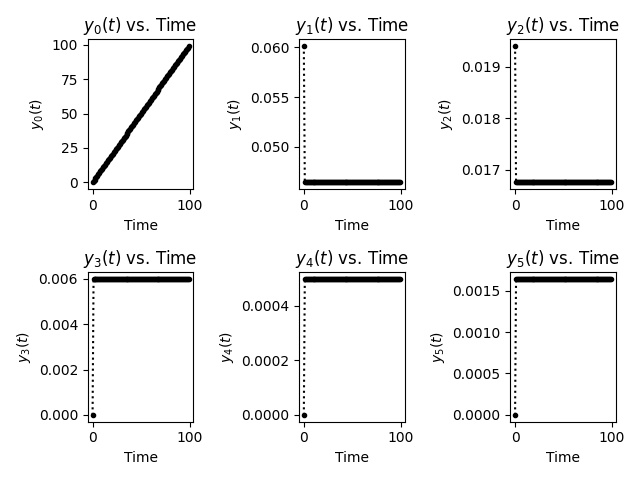 y₀(t) vs. Time
y₁(t) vs. Time
y₂(t) vs. Time
100
75
50
25
0
y₀(t)
0
100
Time
0.060
0.055
0.050
y₁(t)
0
100
Time
0.019
0.018
0.017
y₂(t)
0
100
Time
y₃(t) vs. Time
y₄(t) vs. Time
y₅(t) vs. Time
0.006
0.004
0.002
0.000
y₃(t)
0
100
Time
0.0004
0.0002
0.0000
y₄(t)
0
100
Time
0.0015
0.0010
0.0005
0.0000
y₅(t)
0
100
Time